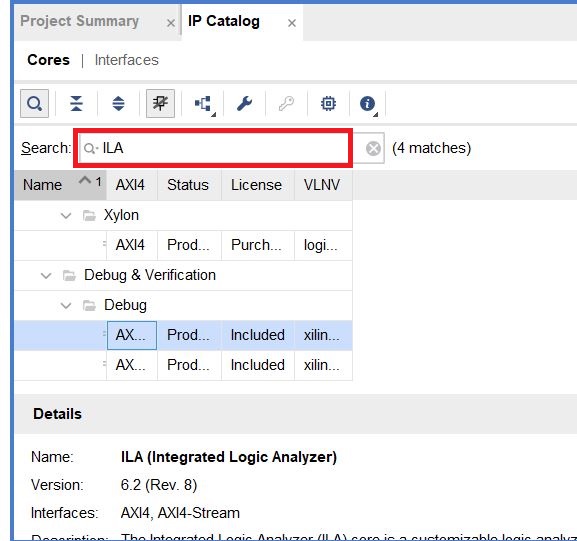 Project Summary × IP Catalog ×
Cores | Interfaces
Search: ILA (4 matches)
Name 1 AXI4 Status License VLNV
Xylon
AXI4 Prod... Purch... logi...
Debug & Verification
Debug
AX... Prod... Included xilin...
AX... Prod... Included xilin...
Details
Name: ILA (Integrated Logic Analyzer)
Version: 6.2 (Rev. 8)
Interfaces: AXI4, AXI4-Stream
Description: The Integrated Logic Analyzer (ILA) core is a customizable logic analyz